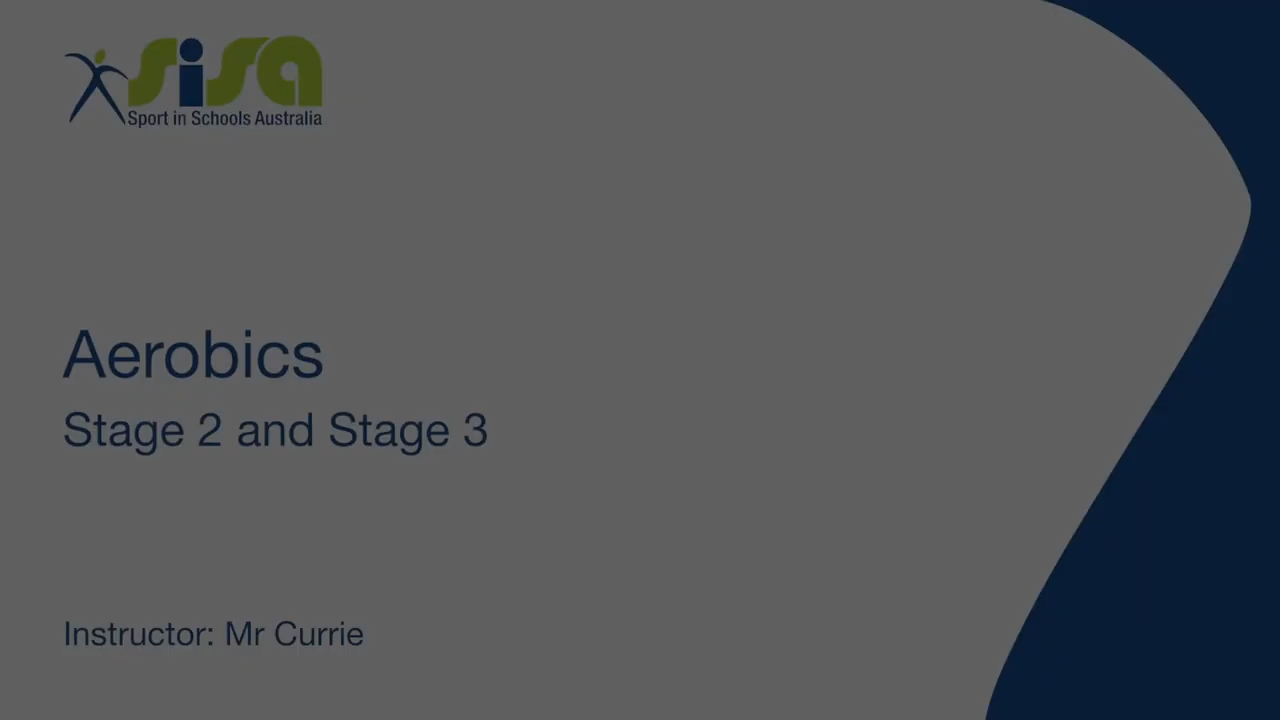 sisa
Sport in Schools Australia
Aerobics
Stage 2 and Stage 3
Instructor: Mr Currie